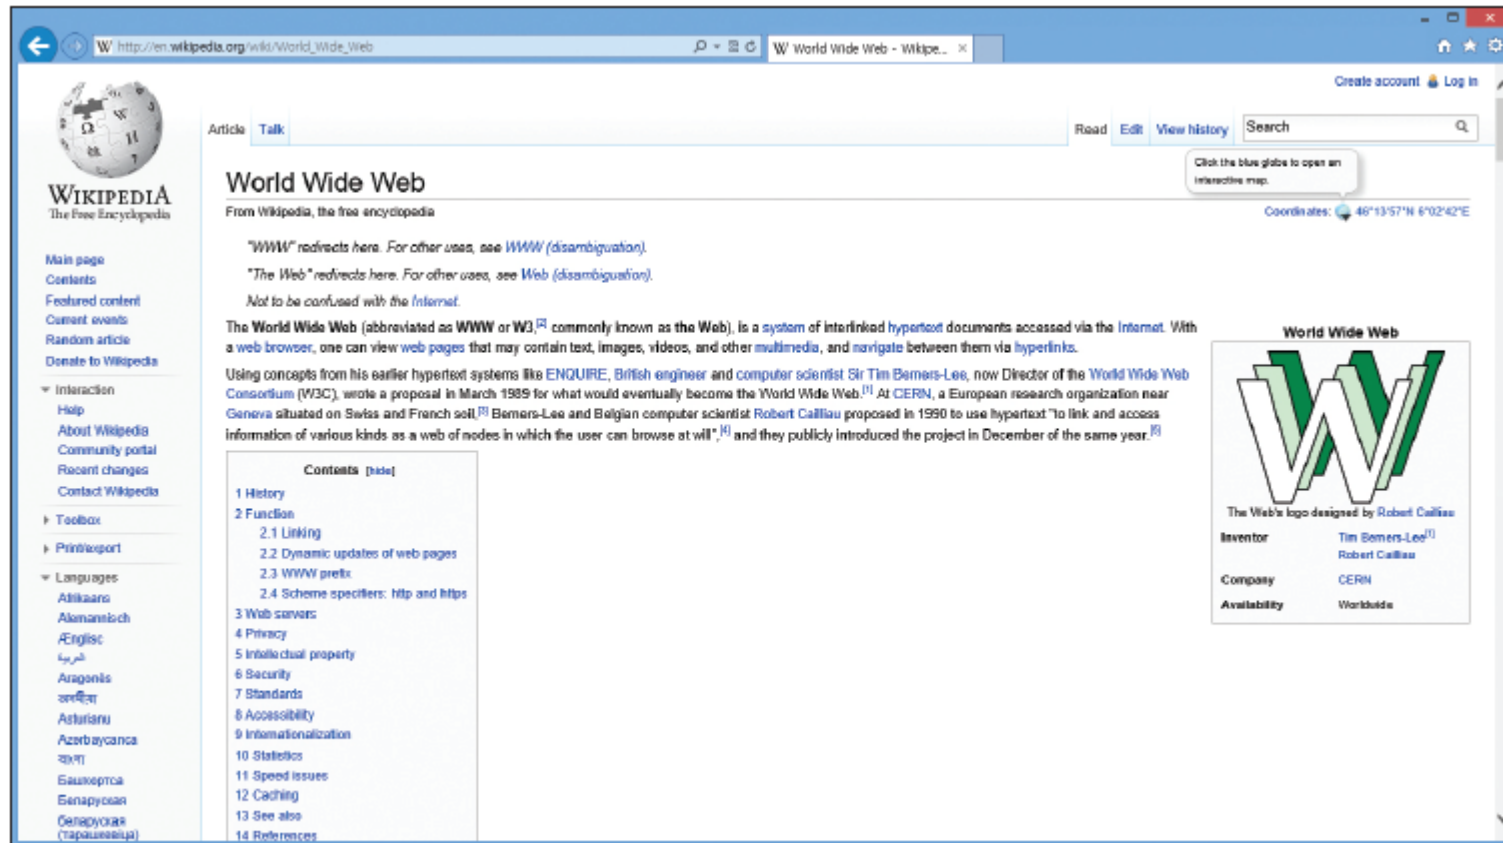 http://en.wikipedia.org/wiki/World_Wide_Web
W World Wide Web - Wikipe...
Create account Log in
WIKIPEDIA
The Free Encyclopedia
Article Talk
Read Edit View history Search
Click the blue globe to open an
interactive map.
World Wide Web
From Wikipedia, the free encyclopedia
Coordinates: 46°13'57"N 6°02'42"E
"WWW" redirects here. For other uses, see WWW (disambiguation).
"The Web" redirects here. For other uses, see Web (disambiguation).
Not to be confused with the Internet.
The World Wide Web (abbreviated as WWW or W3,[2] commonly known as the Web), is a system of interlinked hypertext documents accessed via the Internet. With
a web browser, one can view web pages that may contain text, images, videos, and other multimedia, and navigate between them via hyperlinks.
Using concepts from his earlier hypertext systems like ENQUIRE, British engineer and computer scientist Sir Tim Berners-Lee, now Director of the World Wide Web
Consortium (W3C), wrote a proposal in March 1989 for what would eventually become the World Wide Web.[1] At CERN, a European research organization near
Geneva situated on Swiss and French soil,[3] Berners-Lee and Belgian computer scientist Robert Cailliau proposed in 1990 to use hypertext "to link and access
information of various kinds as a web of nodes in which the user can browse at will",[4] and they publicly introduced the project in December of the same year.[5]
World Wide Web
The Web's logo designed by Robert Cailliau
Inventor Tim Berners-Lee[1]
Robert Cailliau
Company CERN
Availability Worldwide
Contents [hide]
1 History
2 Function
2.1 Linking
2.2 Dynamic updates of web pages
2.3 WWW prefix
2.4 Scheme specifiers: http and https
3 Web servers
4 Privacy
5 Intellectual property
6 Security
7 Standards
8 Accessibility
9 Internationalization
10 Statistics
11 Speed issues
12 Caching
13 See also
14 References
Main page
Contents
Featured content
Current events
Random article
Donate to Wikipedia
Interaction
Help
About Wikipedia
Community portal
Recent changes
Contact Wikipedia
Toolbox
Print/export
Languages
Afrikaans
Alemannisch
Ænglisc
العربية
Aragonés
অসমীয়া
Asturianu
Azərbaycanca
বাংলা
Башҡортса
Беларуская
Беларуская
(тарашкевіца)